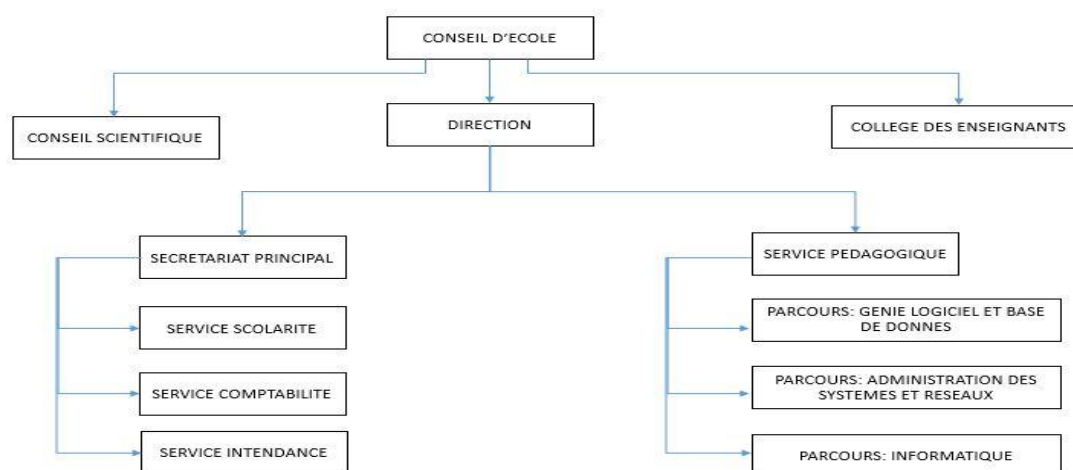 CONSEIL D'ECOLE
CONSEIL SCIENTIFIQUE
DIRECTION
COLLEGE DES ENSEIGNANTS
SECRETARIAT PRINCIPAL
SERVICE PEDAGOGIQUE
SERVICE SCOLARITE
PARCOURS: GENIE LOGICIEL ET BASE
DE DONNES
SERVICE COMPTABILITE
PARCOURS: ADMINISTRATION DES
SYSTEMES ET RESEAUX
SERVICE INTENDANCE
PARCOURS: INFORMATIQUE